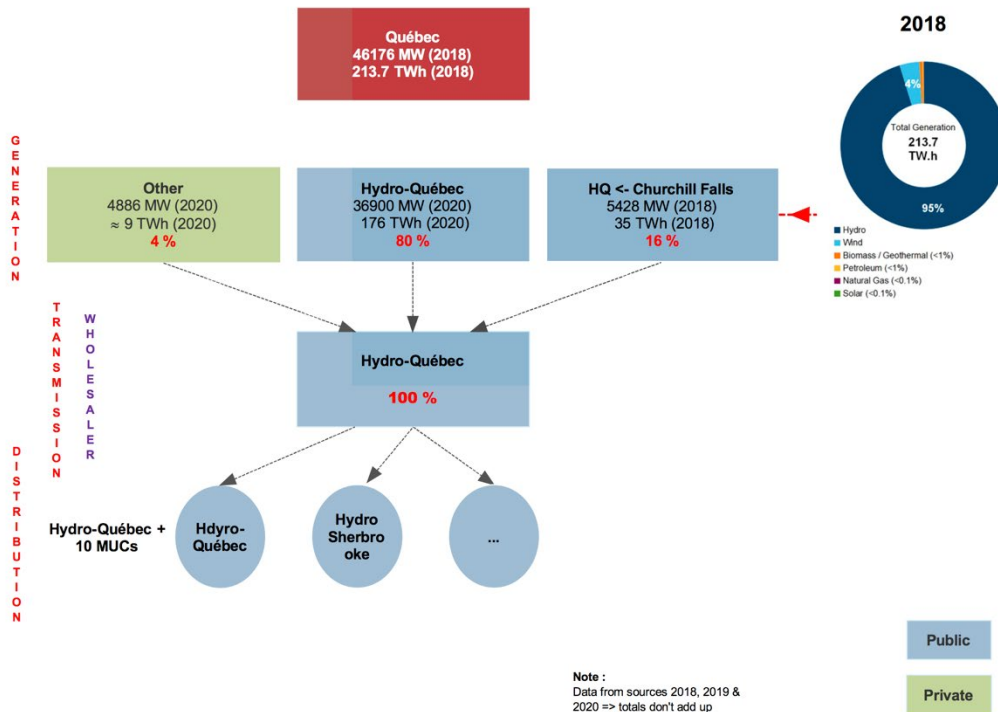 Québec
46176 MW (2018)
213.7 TWh (2018)
2018
4%
Total Generation
213.7
TW.h
95%
Hydro
Wind
Biomass / Geothermal (<1%)
Petroleum (<1%)
Natural Gas (<0.1%)
Solar (<0.1%)
GENERATION
Other
4886 MW (2020)
≈ 9 TWh (2020)
4 %
Hydro-Québec
36900 MW (2020)
176 TWh (2020)
80 %
HQ <- Churchill Falls
5428 MW (2018)
35 TWh (2018)
16 %
TRANSMISSION
WHOLESALER
Hydro-Québec
100 %
DISTRIBUTION
Hydro-Québec +
10 MUCs
Hdyro-
Québec
Hydro
Sherbro
oke
...
Note :
Data from sources 2018, 2019 &
2020 => totals don't add up
Public
Private